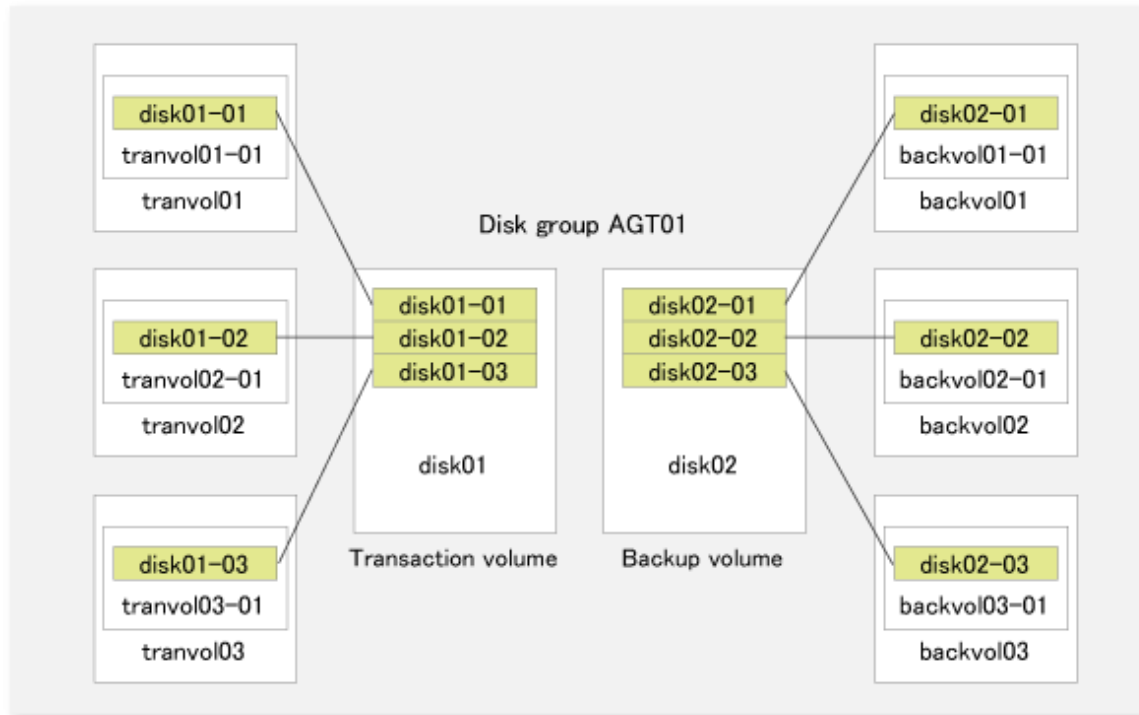 disk01-01
tranvol01-01
tranvol01
disk01-02
tranvol02-01
tranvol02
disk01-03
tranvol03-01
tranvol03
Disk group AGT01
disk01-01
disk01-02
disk01-03
disk01
Transaction volume
disk02-01
disk02-02
disk02-03
disk02
Backup volume
disk02-01
backvol01-01
backvol01
disk02-02
backvol02-01
backvol02
disk02-03
backvol03-01
backvol03